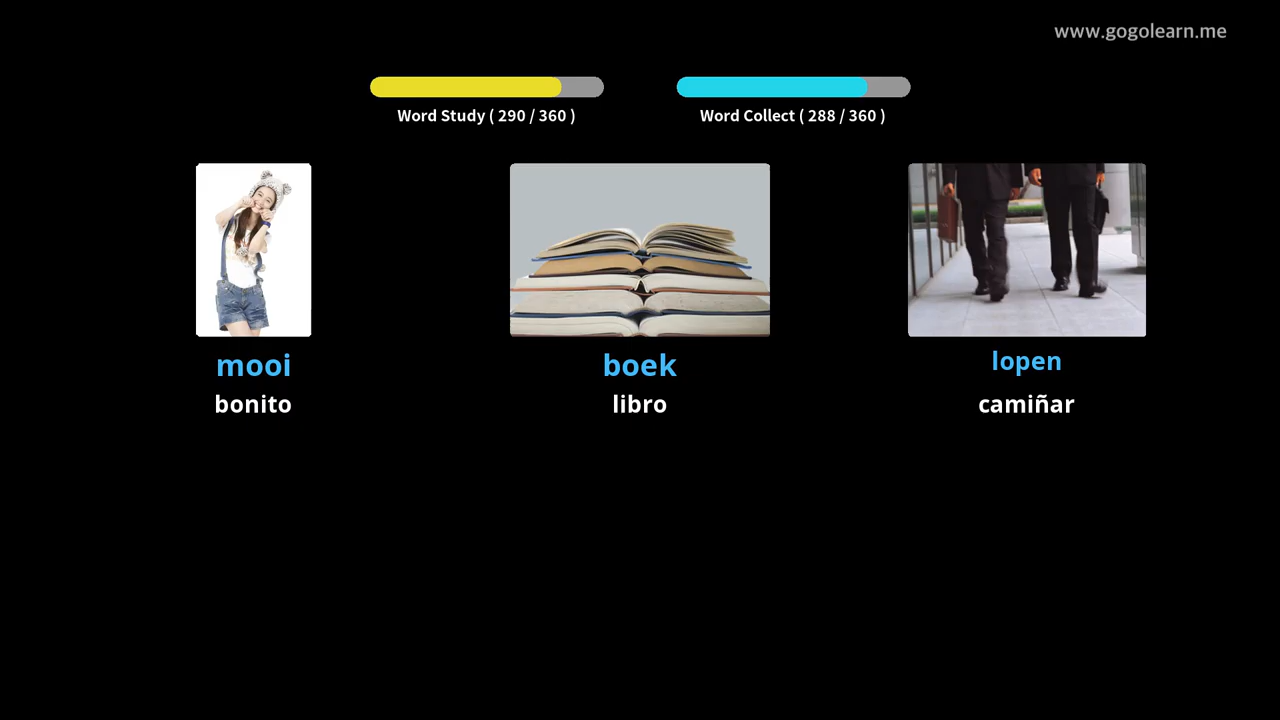 www.gogolearn.me
Word Study ( 290 / 360 )
Word Collect ( 288 / 360 )
mooi
boek
lopen
bonito
libro
camiñar